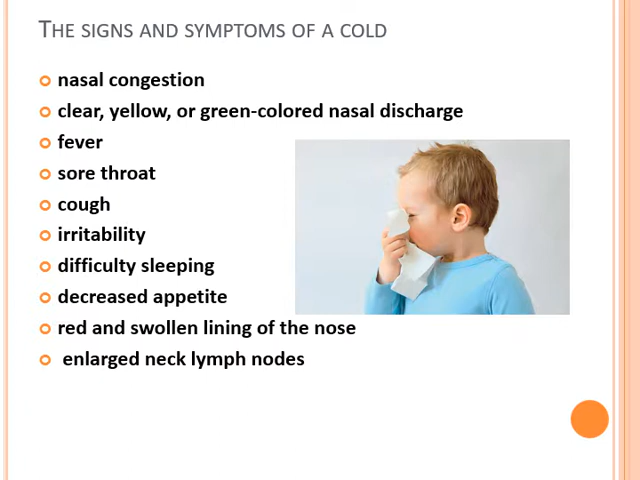 The signs and symptoms of a cold
nasal congestion
clear, yellow, or green-colored nasal discharge
fever
sore throat
cough
irritability
difficulty sleeping
decreased appetite
red and swollen lining of the nose
enlarged neck lymph nodes